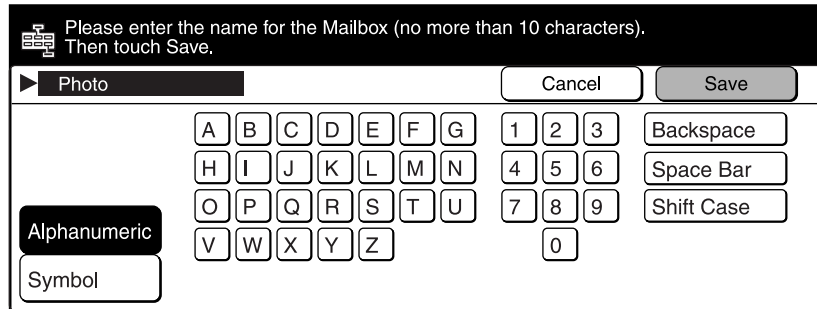 Please enter the name for the Mailbox (no more than 10 characters).
Then touch Save.
Photo
Cancel
Save
A B C D E F G 1 2 3 Backspace
H I J K L M N 4 5 6 Space Bar
O P Q R S T U 7 8 9 Shift Case
Alphanumeric
V W X Y Z 0
Symbol